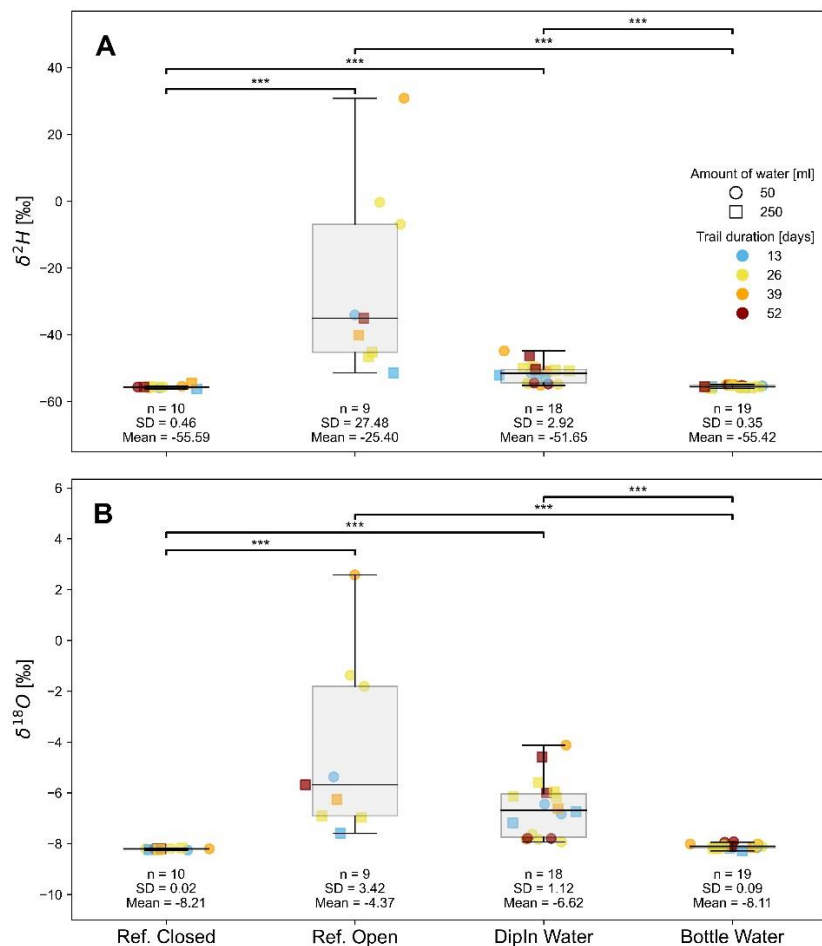 A
***
***
***
***
40
20
0
−20
−40
−60
δ²H [‰]
Amount of water [ml]
50
250
Trail duration [days]
13
26
39
52
n = 10
SD = 0.46
Mean = -55.59
n = 9
SD = 27.48
Mean = -25.40
n = 18
SD = 2.92
Mean = -51.65
n = 19
SD = 0.35
Mean = -55.42
B
***
***
***
***
6
4
2
0
−2
−4
−6
−8
−10
δ¹⁸O [‰]
n = 10
SD = 0.02
Mean = -8.21
n = 9
SD = 3.42
Mean = -4.37
n = 18
SD = 1.12
Mean = -6.62
n = 19
SD = 0.09
Mean = -8.11
Ref. Closed
Ref. Open
DipIn Water
Bottle Water